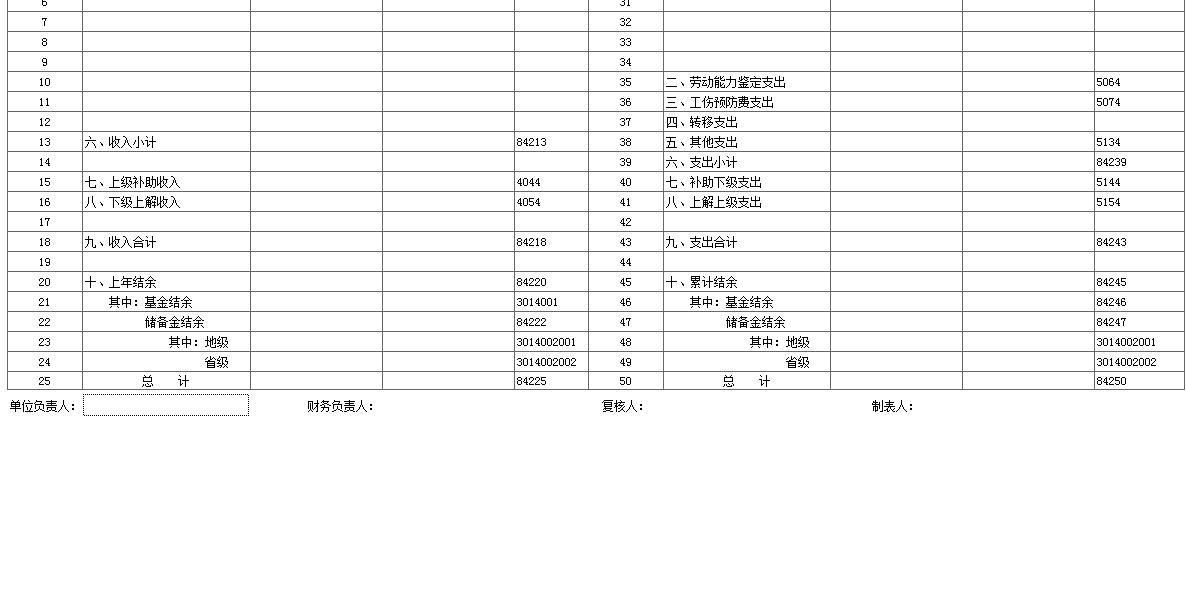 6 31
7 32
8 33
9 34
10 35 二、劳动能力鉴定支出 5064
11 36 三、工伤预防费支出 5074
12 37 四、转移支出
13 六、收入小计 84213 38 五、其他支出 5134
14 39 六、支出小计 84239
15 七、上级补助收入 4044 40 七、补助下级支出 5144
16 八、下级上解收入 4054 41 八、上解上级支出 5154
17 42
18 九、收入合计 84218 43 九、支出合计 84243
19 44
20 十、上年结余 84220 45 十、累计结余 84245
21 其中：基金结余 3014001 46 其中：基金结余 84246
22 储备金结余 84222 47 储备金结余 84247
23 其中：地级 3014002001 48 其中：地级 3014002001
24 省级 3014002002 49 省级 3014002002
25 总 计 84225 50 总 计 84250
单位负责人： 财务负责人： 复核人： 制表人：